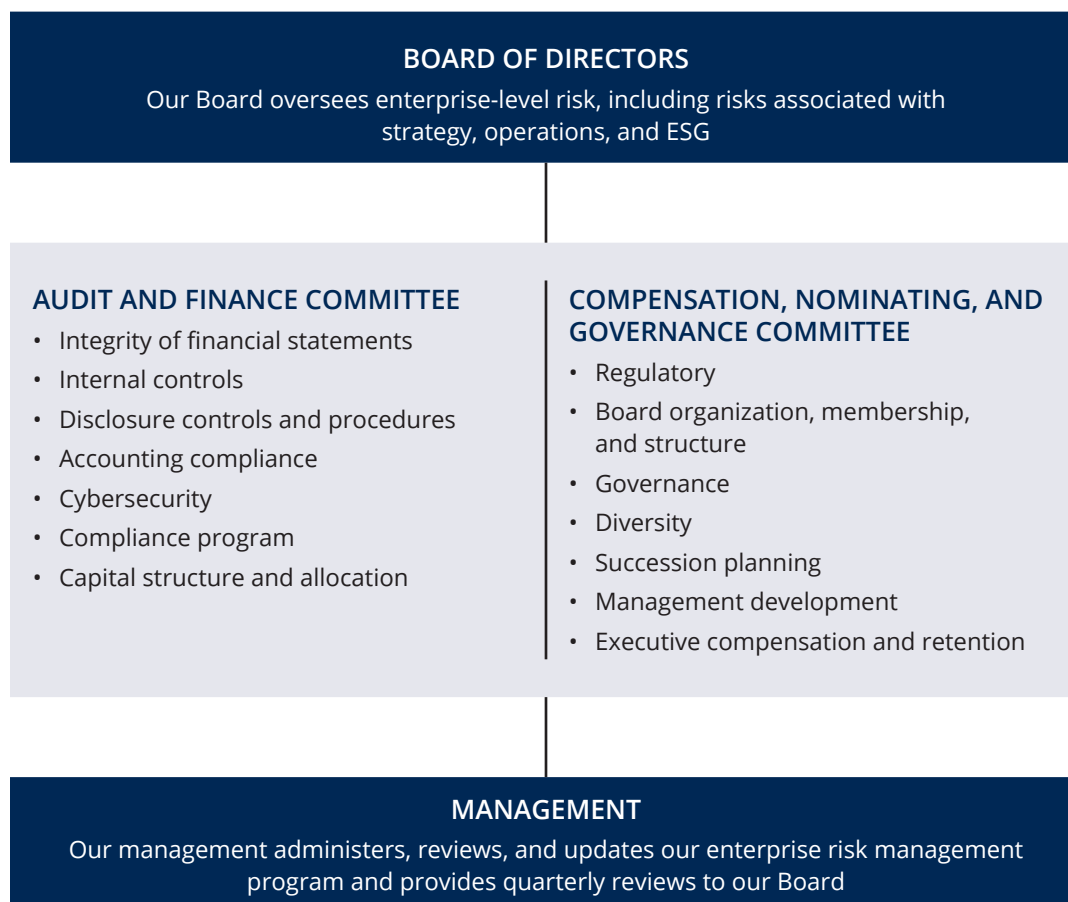 BOARD OF DIRECTORS
Our Board oversees enterprise-level risk, including risks associated with
strategy, operations, and ESG
AUDIT AND FINANCE COMMITTEE
• Integrity of financial statements
• Internal controls
• Disclosure controls and procedures
• Accounting compliance
• Cybersecurity
• Compliance program
• Capital structure and allocation
COMPENSATION, NOMINATING, AND
GOVERNANCE COMMITTEE
• Regulatory
• Board organization, membership,
and structure
• Governance
• Diversity
• Succession planning
• Management development
• Executive compensation and retention
MANAGEMENT
Our management administers, reviews, and updates our enterprise risk management
program and provides quarterly reviews to our Board